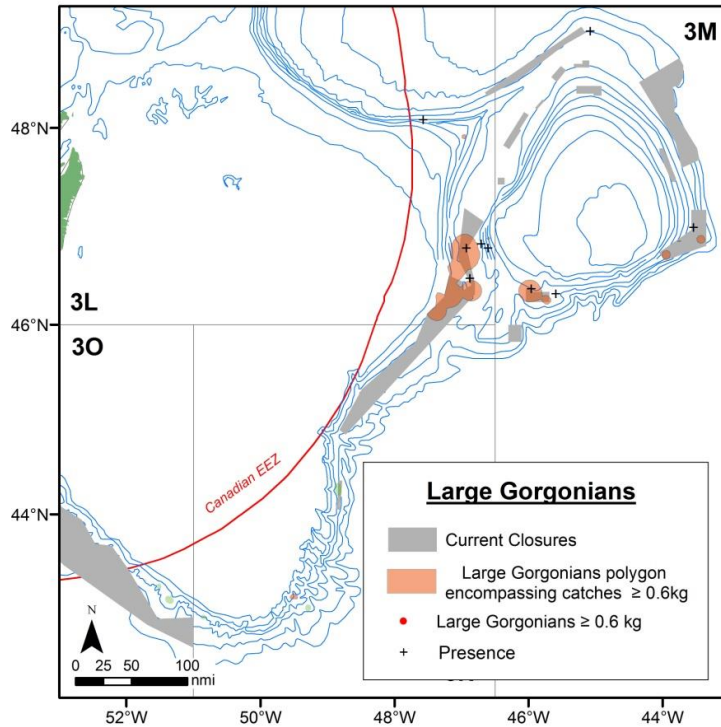 3M
48°N
3L
46°N
3O
Canadian EEZ
44°N
N
0 25 50 100
nmi
Large Gorgonians
Current Closures
Large Gorgonians polygon
encompassing catches ≥ 0.6kg
Large Gorgonians ≥ 0.6 kg
Presence
52°W 50°W 48°W 46°W 44°W